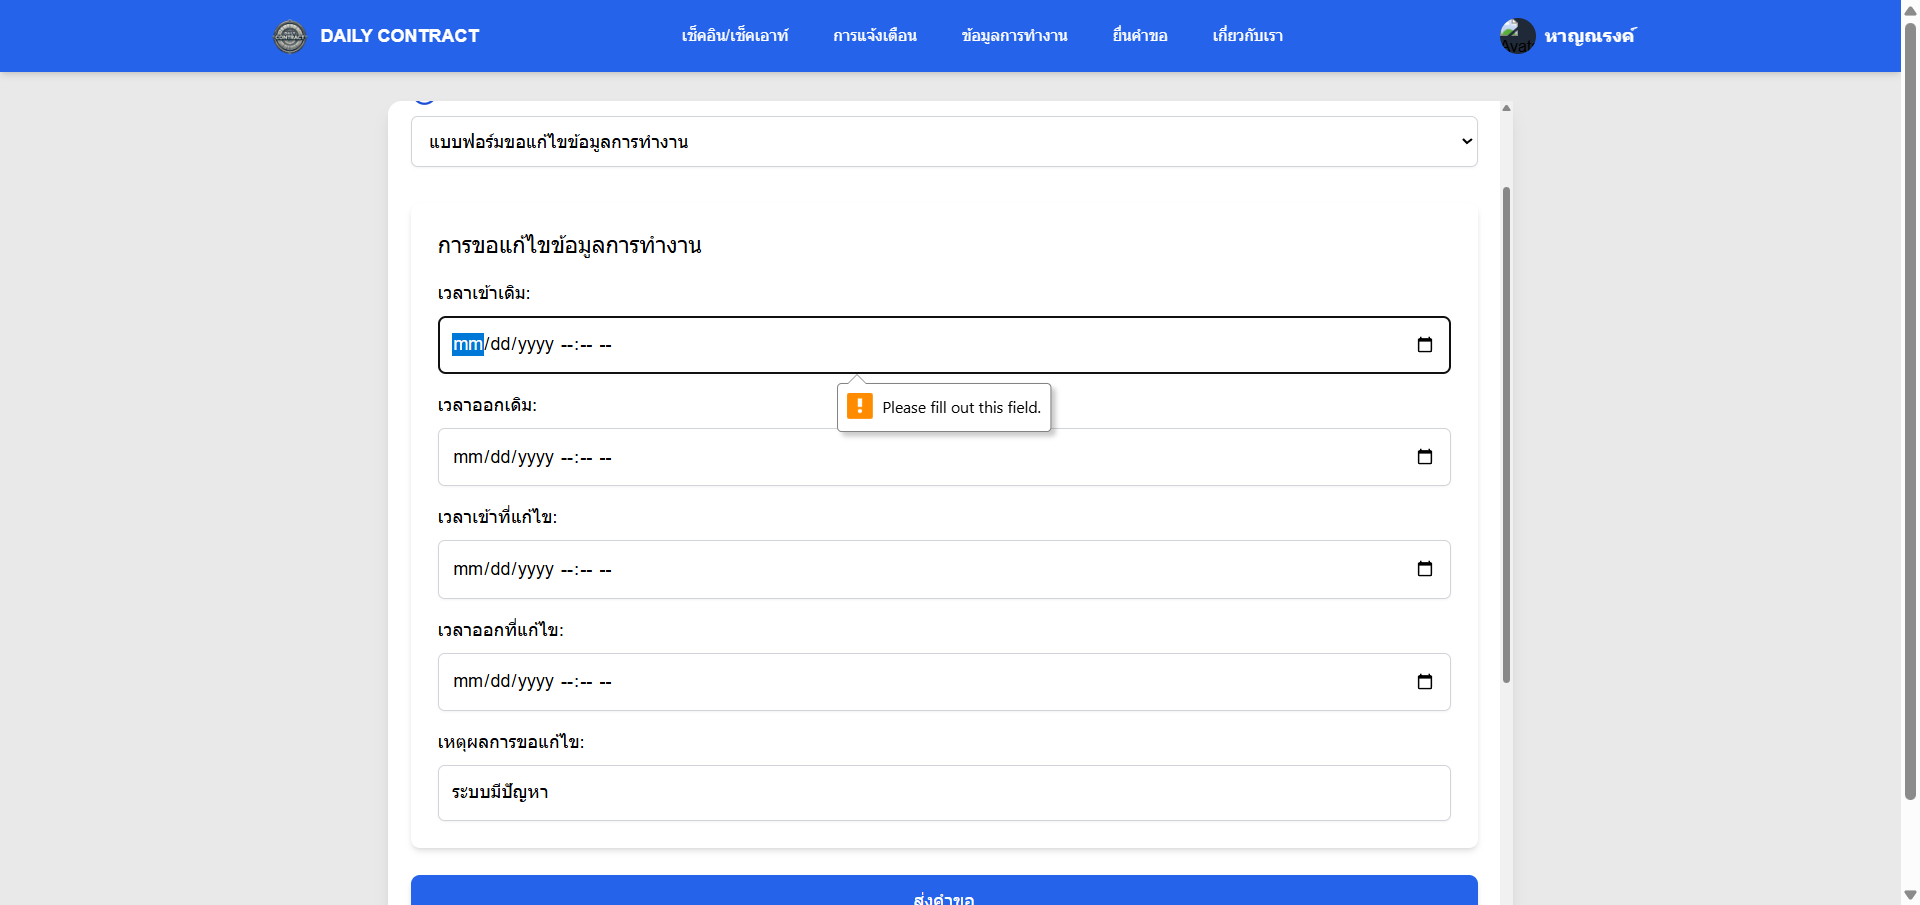 DAILY CONTRACT
เช็คอิน/เช็คเอาท์
การแจ้งเตือน
ข้อมูลการทำงาน
ยื่นคำขอ
เกี่ยวกับเรา
หาญณรงค์
แบบฟอร์มขอแก้ไขข้อมูลการทำงาน
การขอแก้ไขข้อมูลการทำงาน
เวลาเข้าเดิม:
mm/dd/yyyy --:-- --
Please fill out this field.
เวลาออกเดิม:
mm/dd/yyyy --:-- --
เวลาเข้าที่แก้ไข:
mm/dd/yyyy --:-- --
เวลาออกที่แก้ไข:
mm/dd/yyyy --:-- --
เหตุผลการขอแก้ไข:
ระบบมีปัญหา
ส่งคำขอ